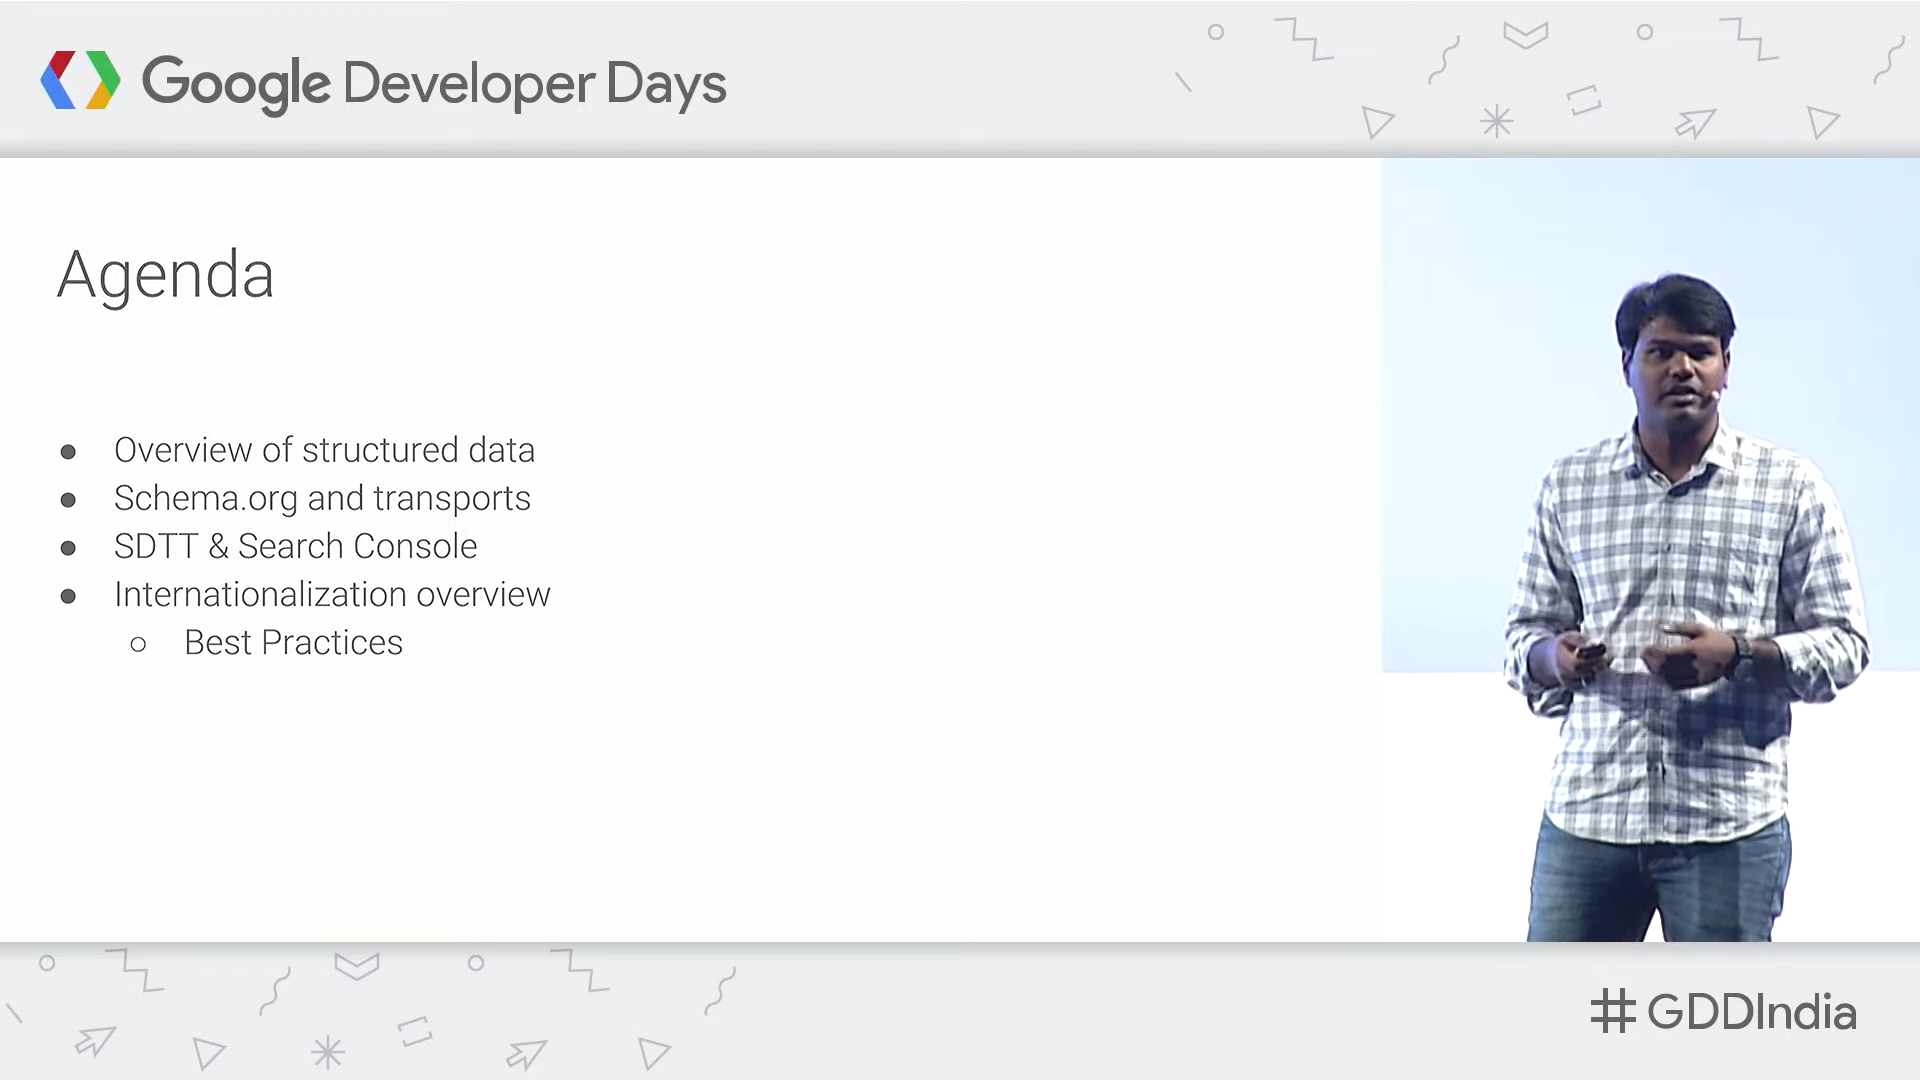 Google Developer Days
Agenda
● Overview of structured data
● Schema.org and transports
● SDTT & Search Console
● Internationalization overview
○ Best Practices
#GDDIndia